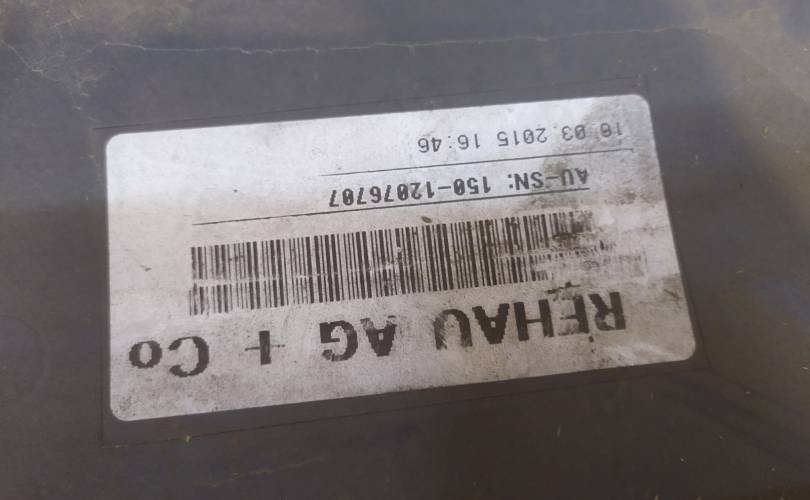 REHAU AG + Co
AU-SN: 150-12076707
10.03.2015 16:46